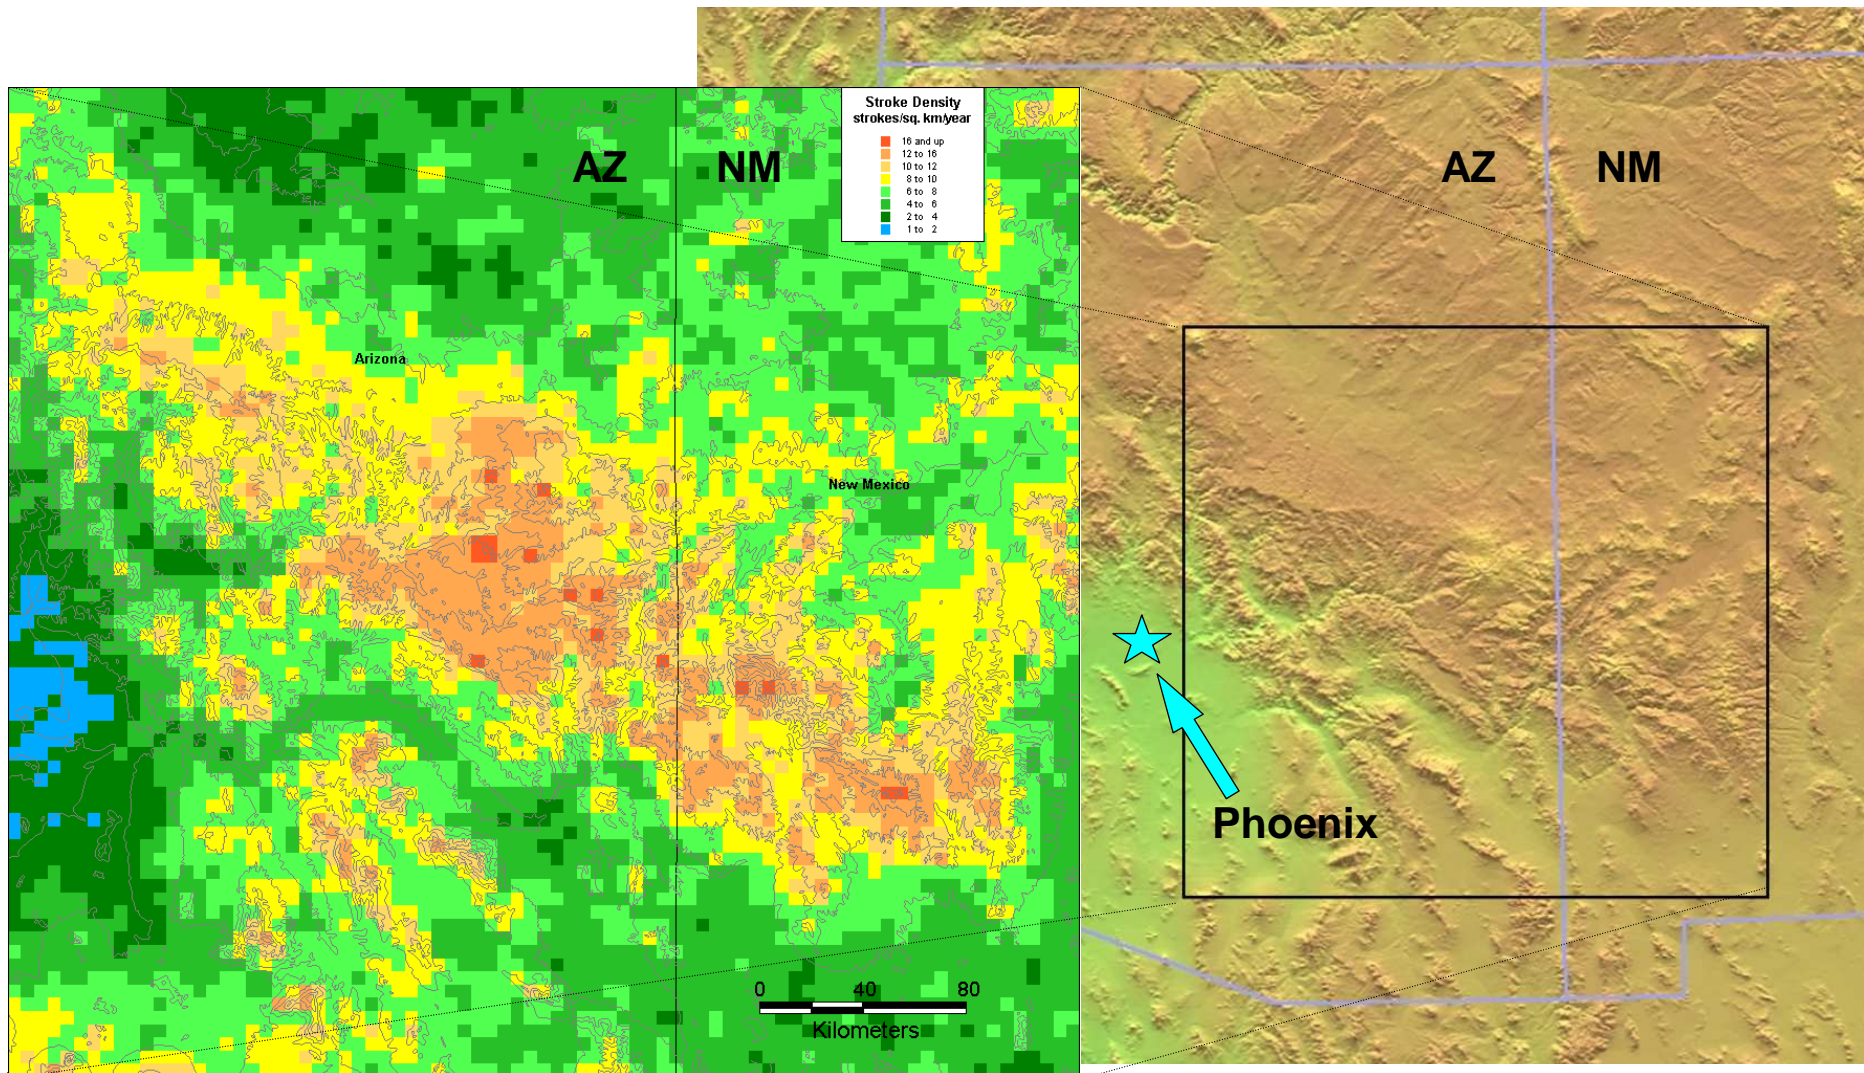 Stroke Density
strokes/sq. km/year
16 and up
12 to 16
10 to 12
8 to 10
6 to 8
4 to 6
2 to 4
1 to 2
AZ
NM
AZ
NM
Arizona
New Mexico
Phoenix
0 40 80
Kilometers